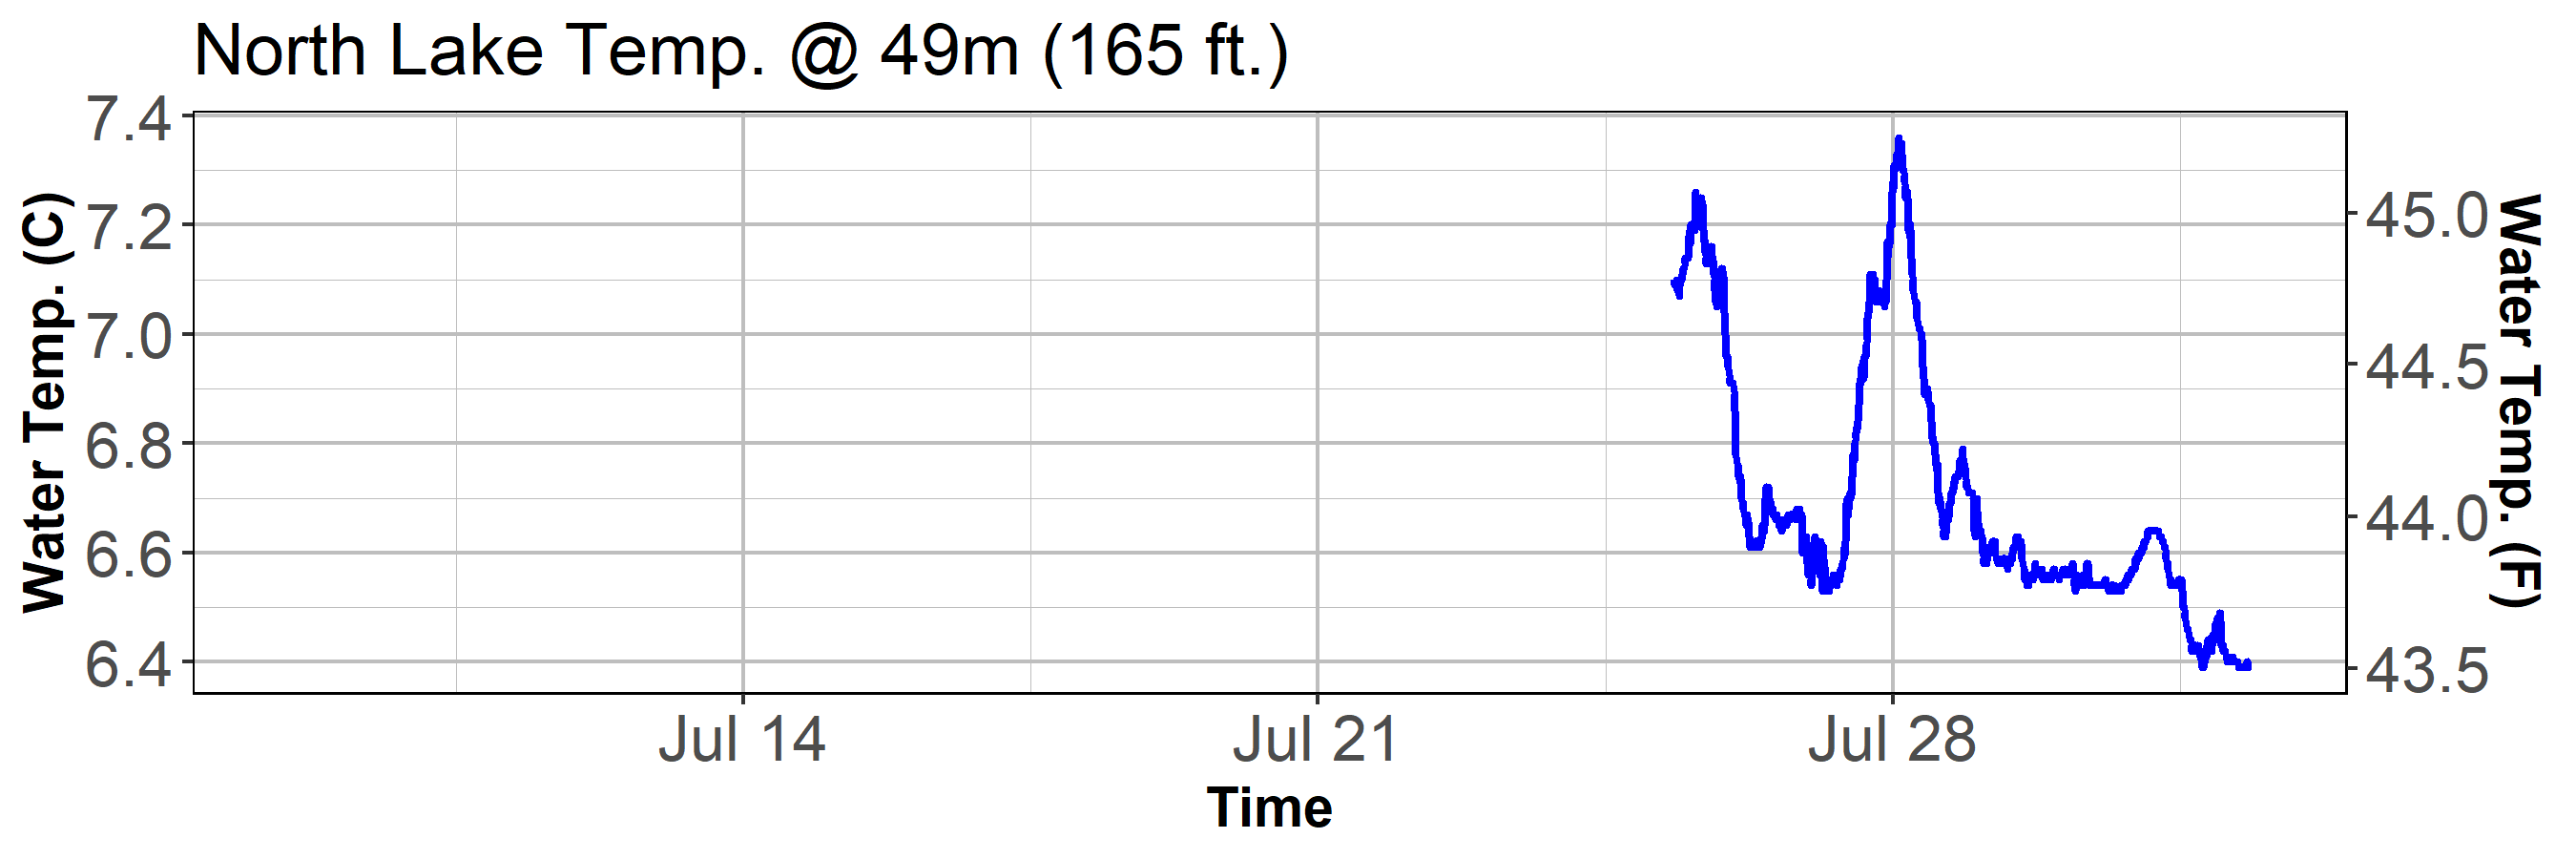 North Lake Temp. @ 49m (165 ft.)
7.4
7.2
7.0
6.8
6.6
6.4
Water Temp. (C)
45.0
44.5
44.0
43.5
Water Temp. (F)
Jul 14 Jul 21 Jul 28
Time